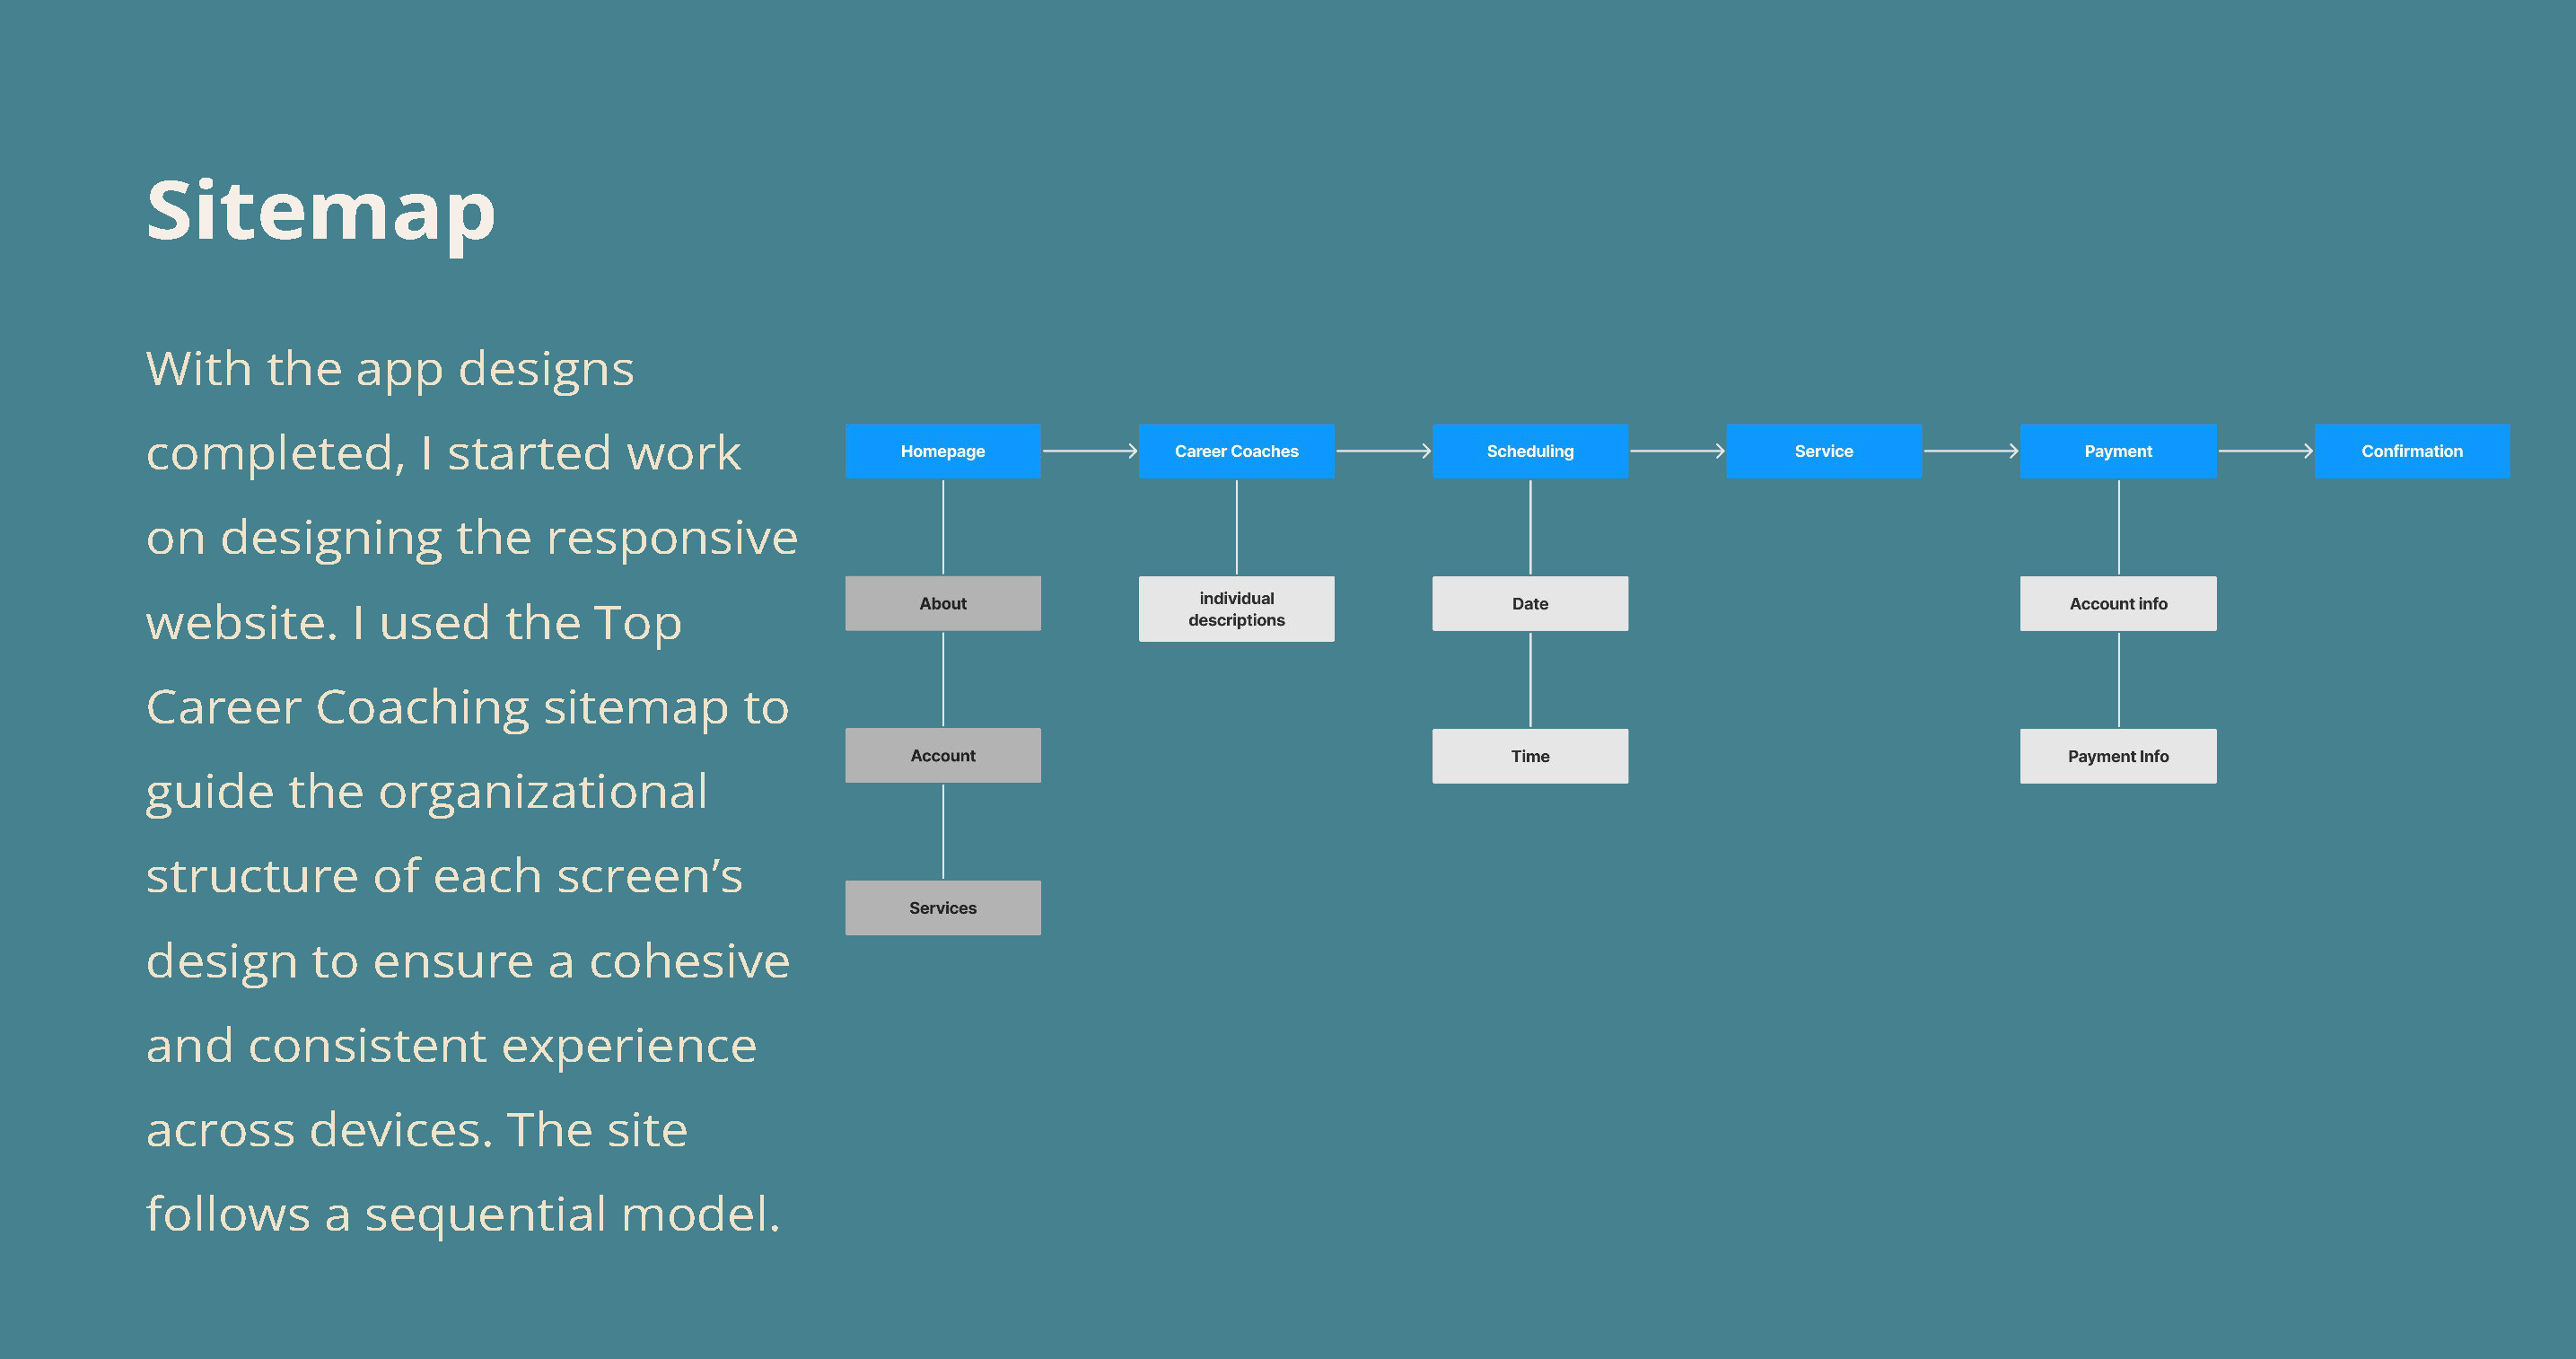 Sitemap
With the app designs
completed, I started work
on designing the responsive
website. I used the Top
Career Coaching sitemap to
guide the organizational
structure of each screen’s
design to ensure a cohesive
and consistent experience
across devices. The site
follows a sequential model.
Homepage
Career Coaches
Scheduling
Service
Payment
Confirmation
About
individual
descriptions
Date
Account info
Account
Time
Payment Info
Services